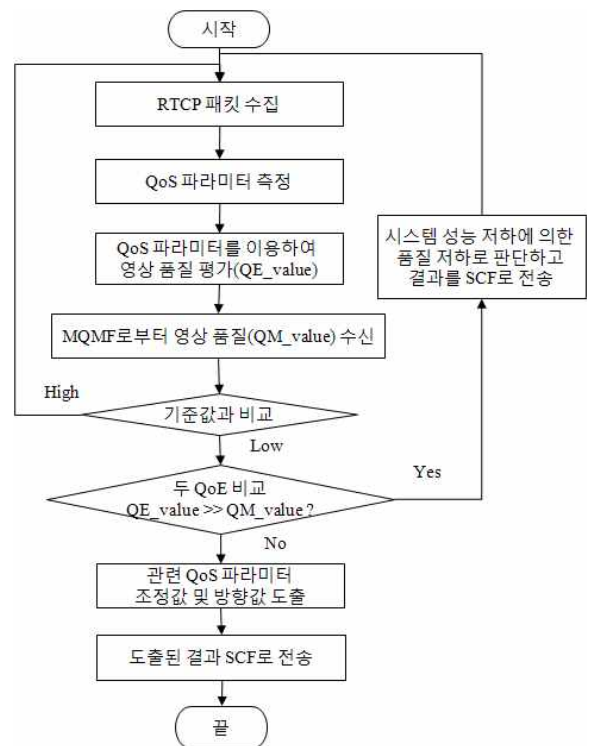 시작
RTCP 패킷 수집
QoS 파라미터 측정
QoS 파라미터를 이용하여
영상 품질 평가(QE_value)
시스템 성능 저하에 의한
품질 저하로 판단하고
결과를 SCF로 전송
MQMF로부터 영상 품질(QM_value) 수신
High
기준값과 비교
Low
Yes
두 QoE 비교
QE_value >> QM_value ?
No
관련 QoS 파라미터
조정값 및 방향값 도출
도출된 결과 SCF로 전송
끝